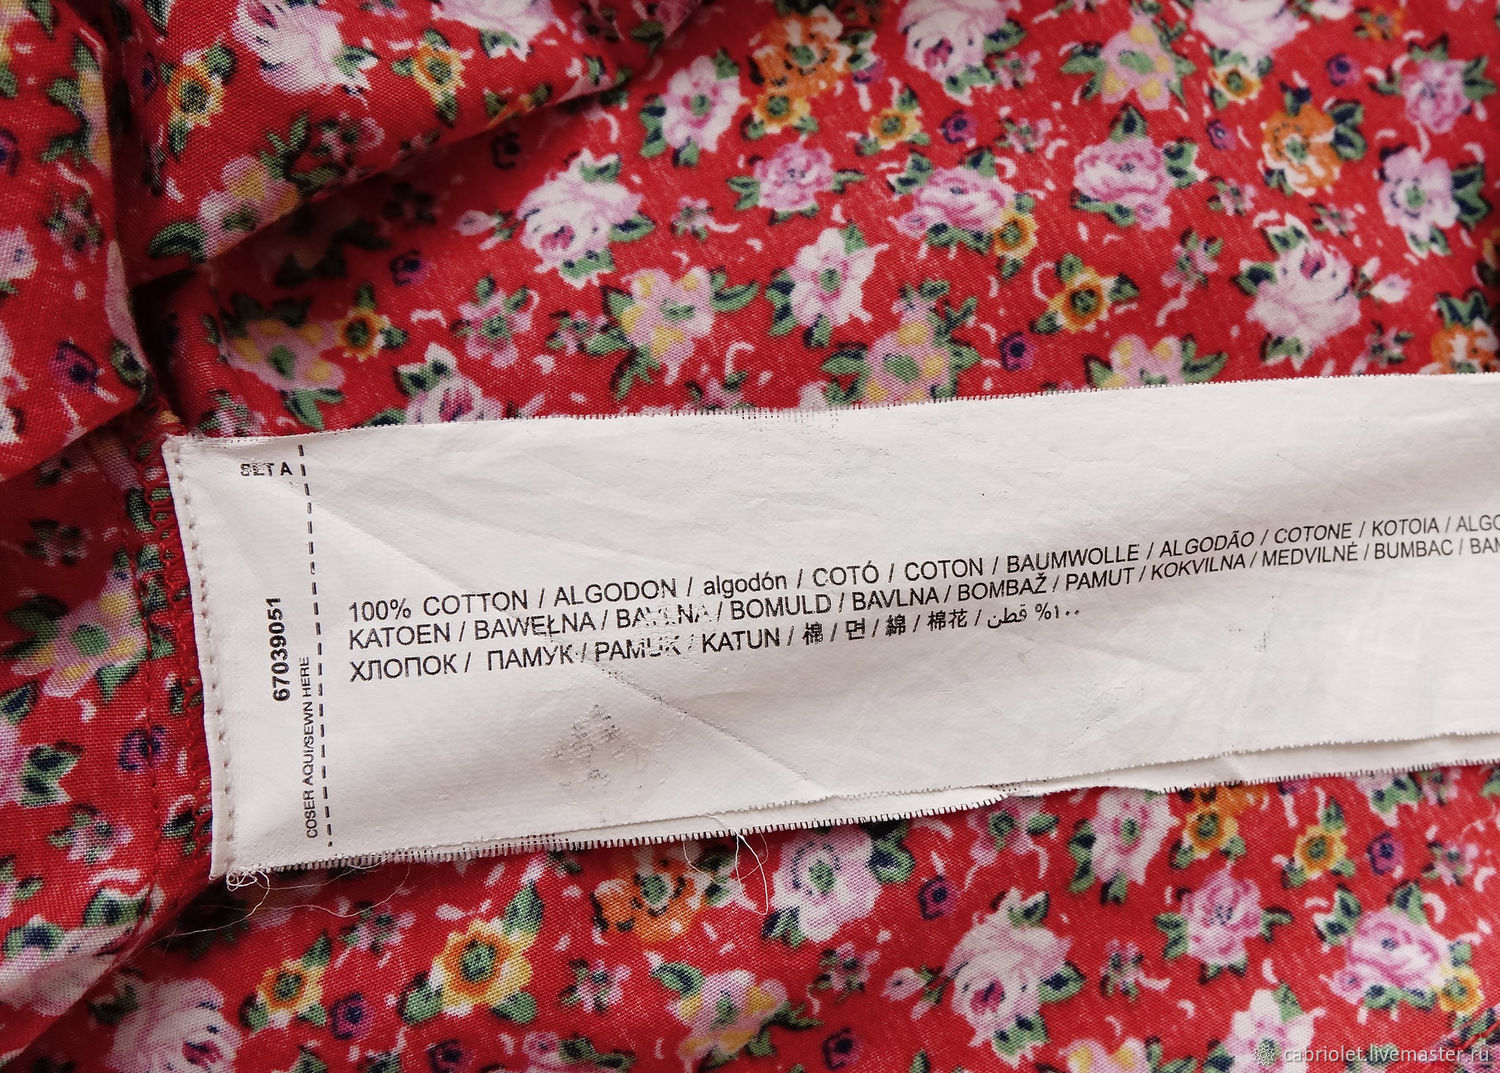 SET A
67039051
COSER AQUI/SEWN HERE
100% COTTON / ALGODON / algodón / COTÓ / COTON / BAUMWOLLE / ALGODÃO / COTONE / KOTOIA / ALGO
KATOEN / BAWEŁNA / BAVLNA / BOMULD / BAVLNA / BOMBAŽ / PAMUT / KOKVILNA / MEDVILNĖ / BUMBAC / BAM
ХЛОПОК / ПАМУК / PAMUK / KATUN / 棉 / 면 / 綿 / 棉花 / قطن %١٠٠
cabriolet.livemaster.ru